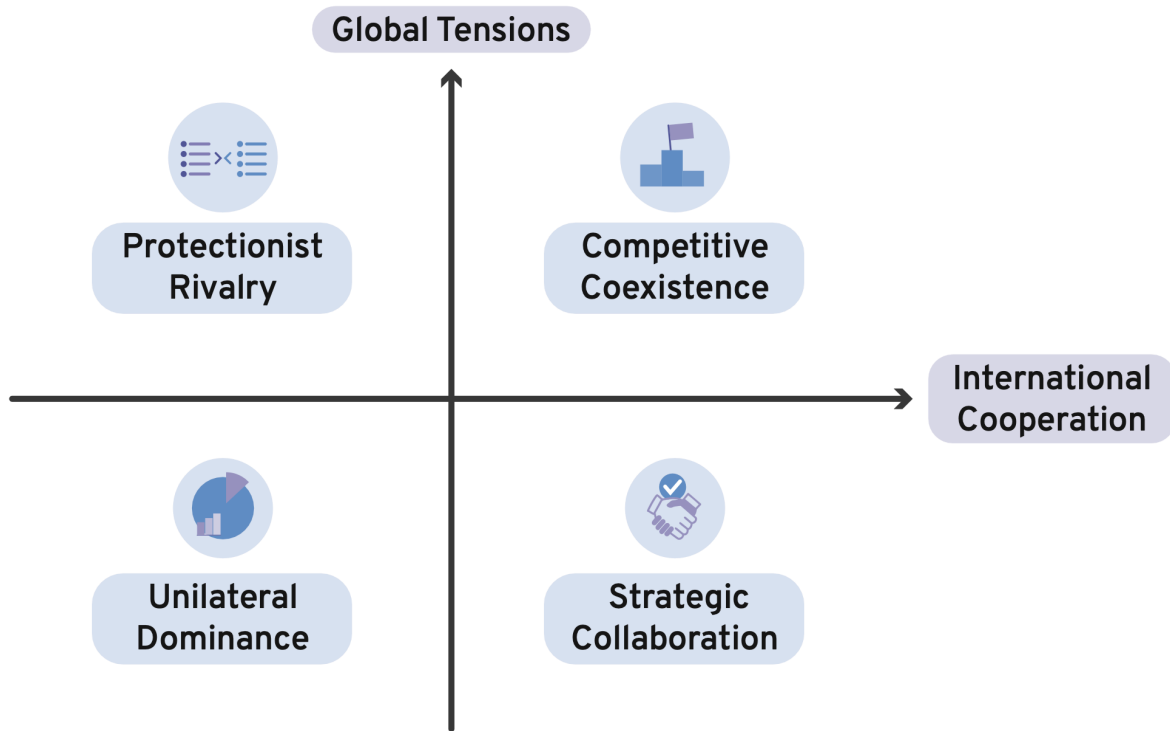 Global Tensions
Protectionist
Rivalry
Competitive
Coexistence
International
Cooperation
Unilateral
Dominance
Strategic
Collaboration